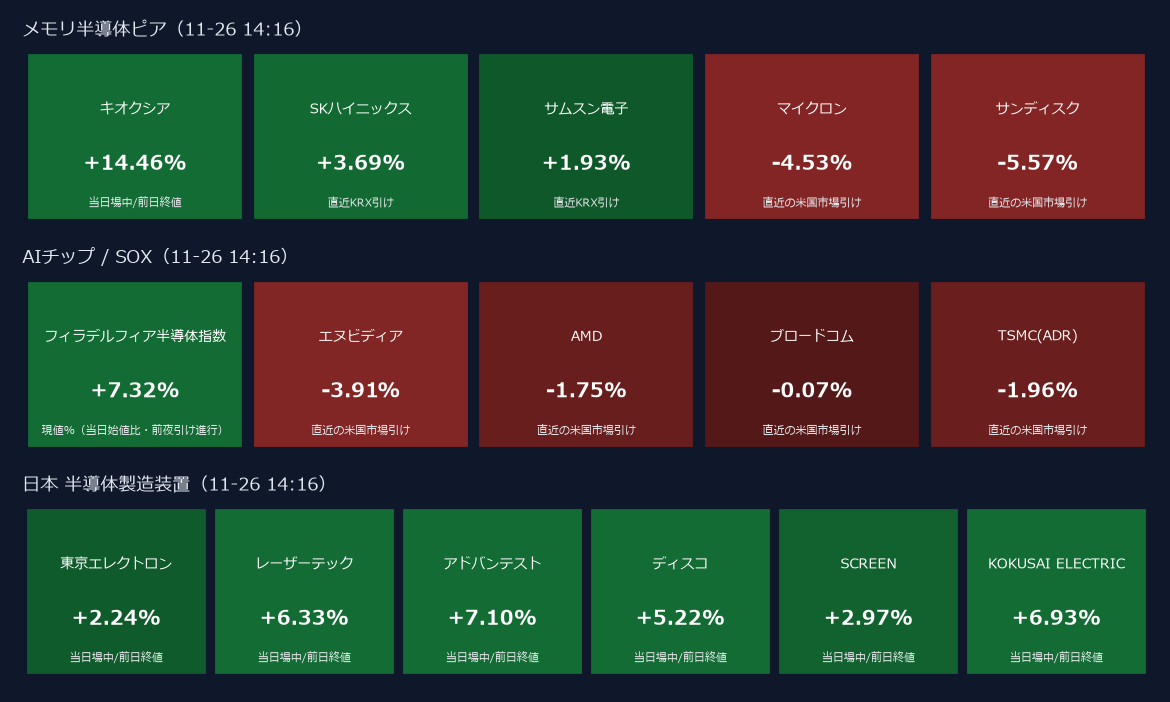 メモリ半導体ピア（11-26 14:16）
キオクシア
+14.46%
当日場中/前日終値
SKハイニックス
+3.69%
直近KRX引け
サムスン電子
+1.93%
直近KRX引け
マイクロン
-4.53%
直近の米国市場引け
サンディスク
-5.57%
直近の米国市場引け
AIチップ / SOX（11-26 14:16）
フィラデルフィア半導体指数
+7.32%
現値%（当日始値比・前夜引け進行）
エヌビディア
-3.91%
直近の米国市場引け
AMD
-1.75%
直近の米国市場引け
ブロードコム
-0.07%
直近の米国市場引け
TSMC(ADR)
-1.96%
直近の米国市場引け
日本 半導体製造装置（11-26 14:16）
東京エレクトロン
+2.24%
当日場中/前日終値
レーザーテック
+6.33%
当日場中/前日終値
アドバンテスト
+7.10%
当日場中/前日終値
ディスコ
+5.22%
当日場中/前日終値
SCREEN
+2.97%
当日場中/前日終値
KOKUSAI ELECTRIC
+6.93%
当日場中/前日終値